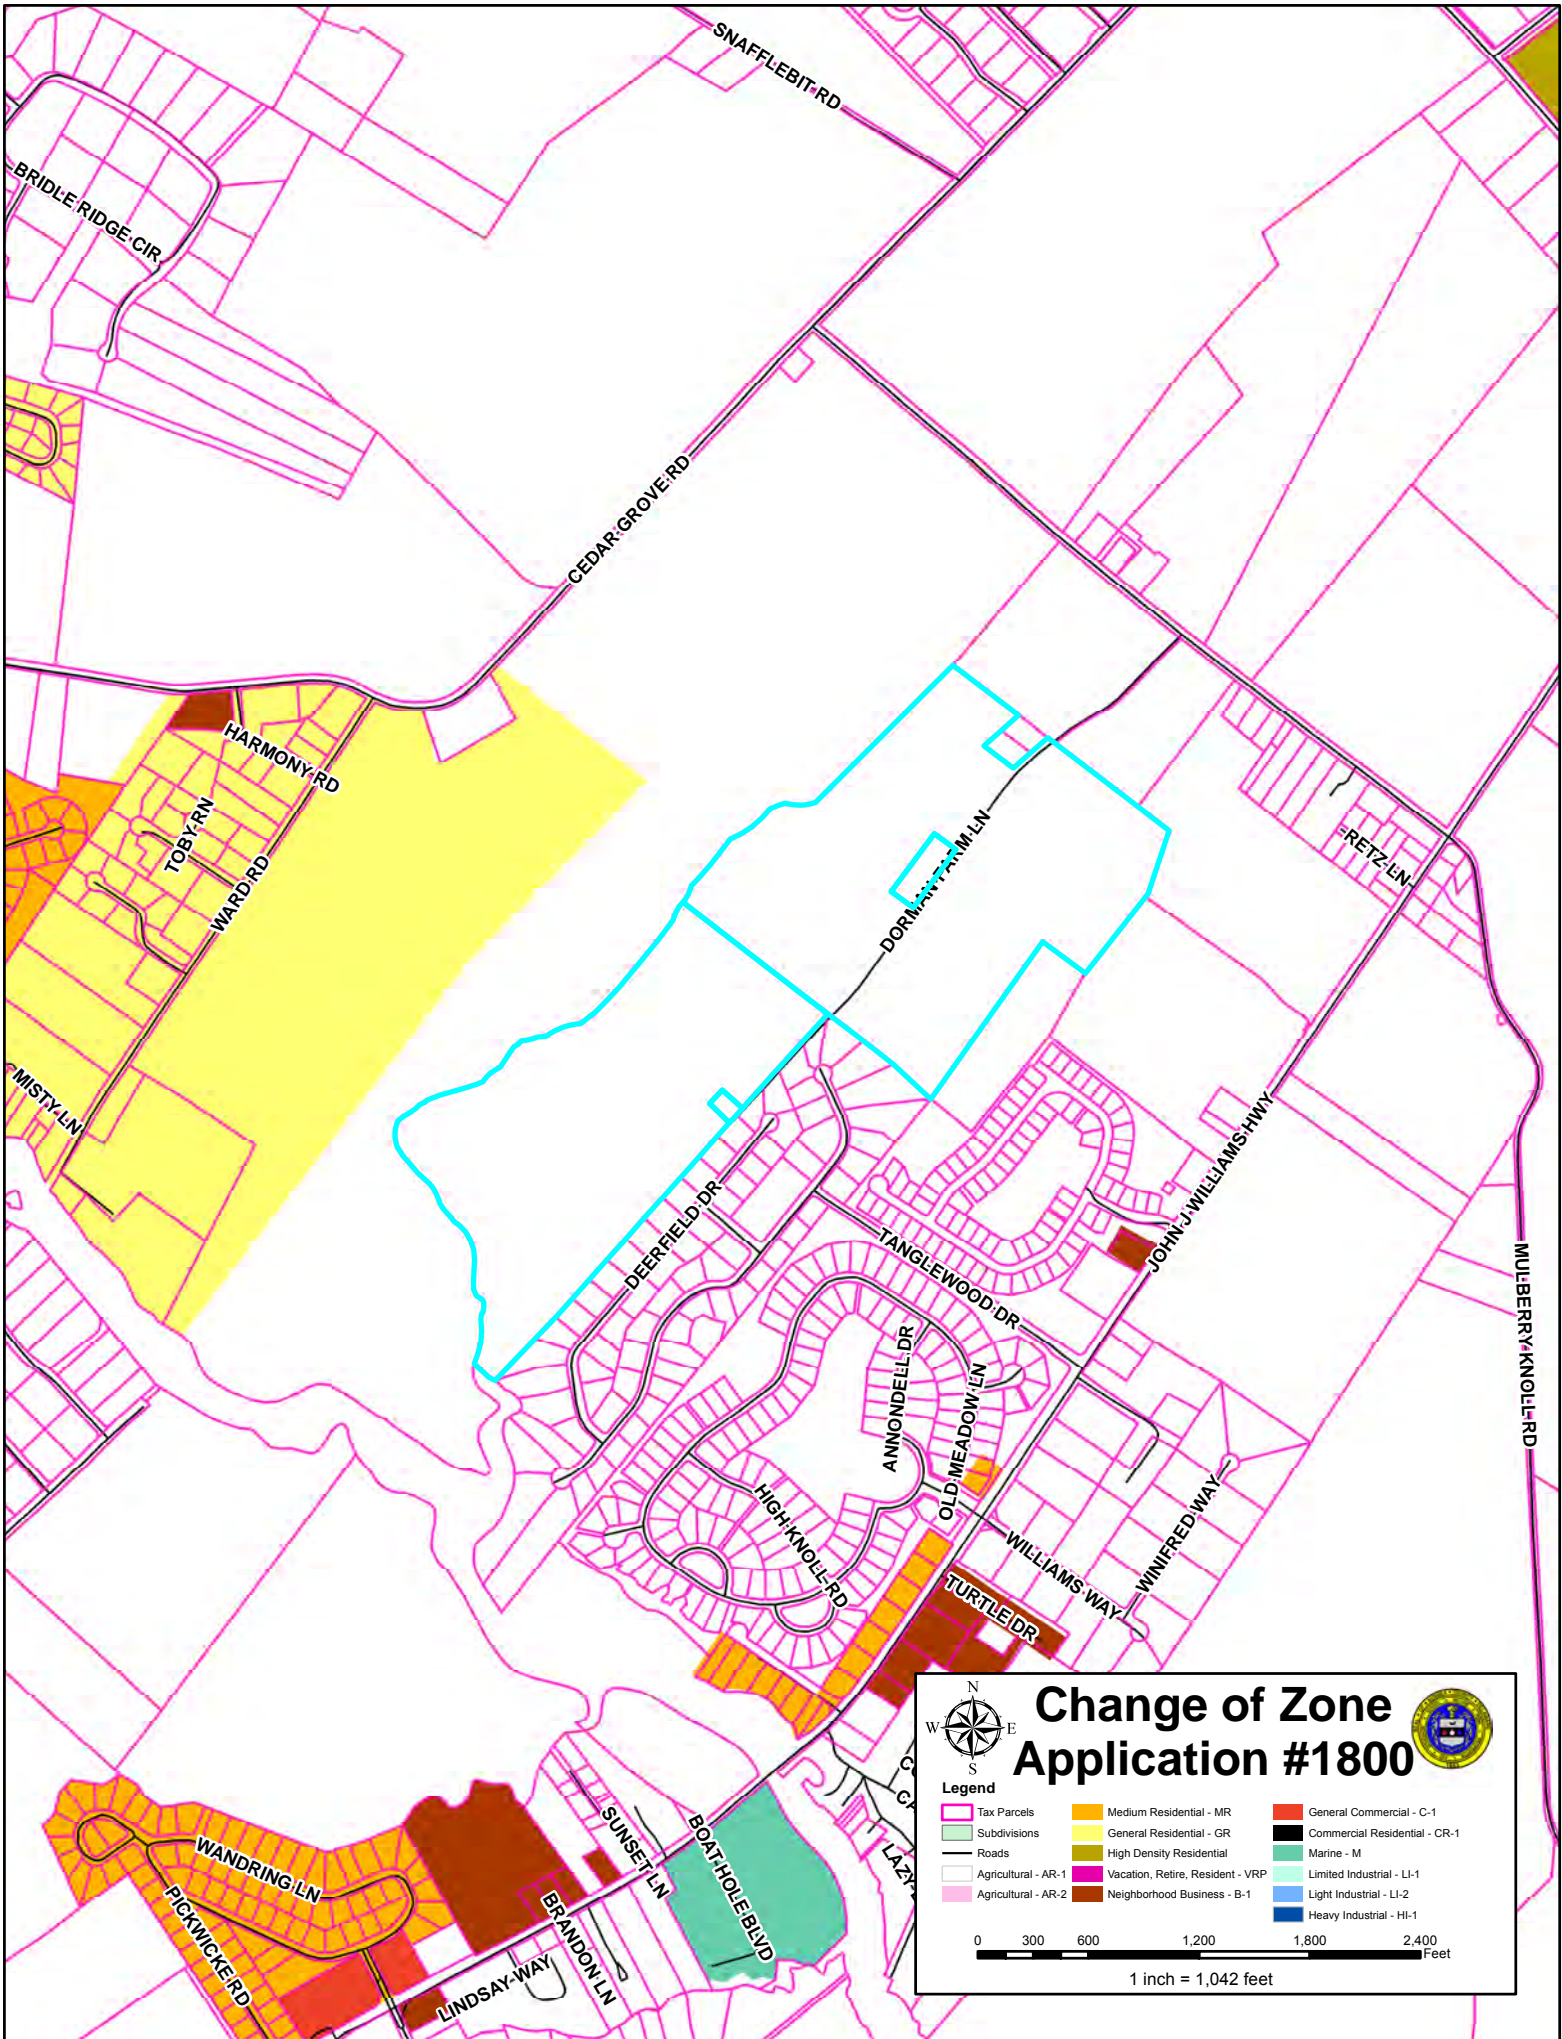 SNAFFLEBIT RD
BRIDLE RIDGE CIR
CEDAR GROVE RD
HARMONY RD
TOBY RN
WARD RD
MISTY LN
DORMAN FARM LN
RETZ LN
DEERFIELD DR
TANGLEWOOD DR
JOHN J WILLIAMS HWY
MULBERRY KNOLL RD
ANNONDELL DR
OLD MEADOW LN
HIGH KNOLL RD
WILLIAMS WAY
WINIFRED WAY
TURTLE DR
WANDRING LN
PICKWICKE RD
SUNSET LN
BOAT HOLE BLVD
BRANDON LN
LINDSAY WAY
LAZY
CA
N
W E
S
Change of Zone
Application #1800
Legend
Tax Parcels
Subdivisions
Roads
Agricultural - AR-1
Agricultural - AR-2
Medium Residential - MR
General Residential - GR
High Density Residential
Vacation, Retire, Resident - VRP
Neighborhood Business - B-1
General Commercial - C-1
Commercial Residential - CR-1
Marine - M
Limited Industrial - LI-1
Light Industrial - LI-2
Heavy Industrial - HI-1
0 300 600 1,200 1,800 2,400
Feet
1 inch = 1,042 feet